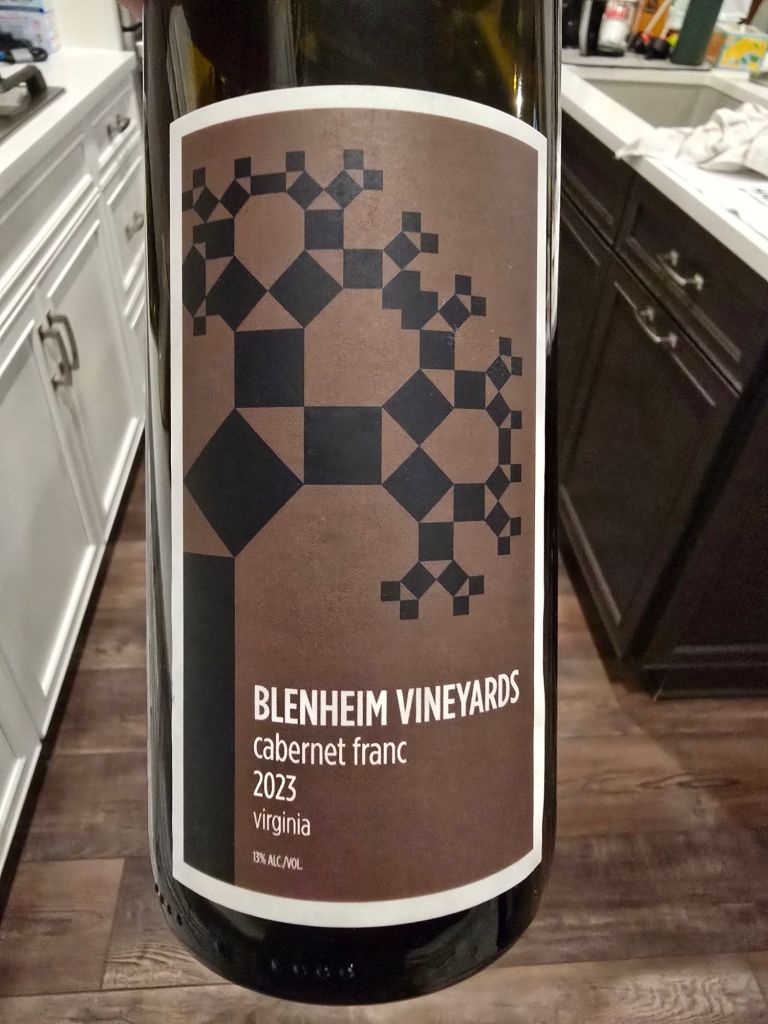 BLENHEIM VINEYARDS
cabernet franc
2023
virginia
13% ALC./VOL.